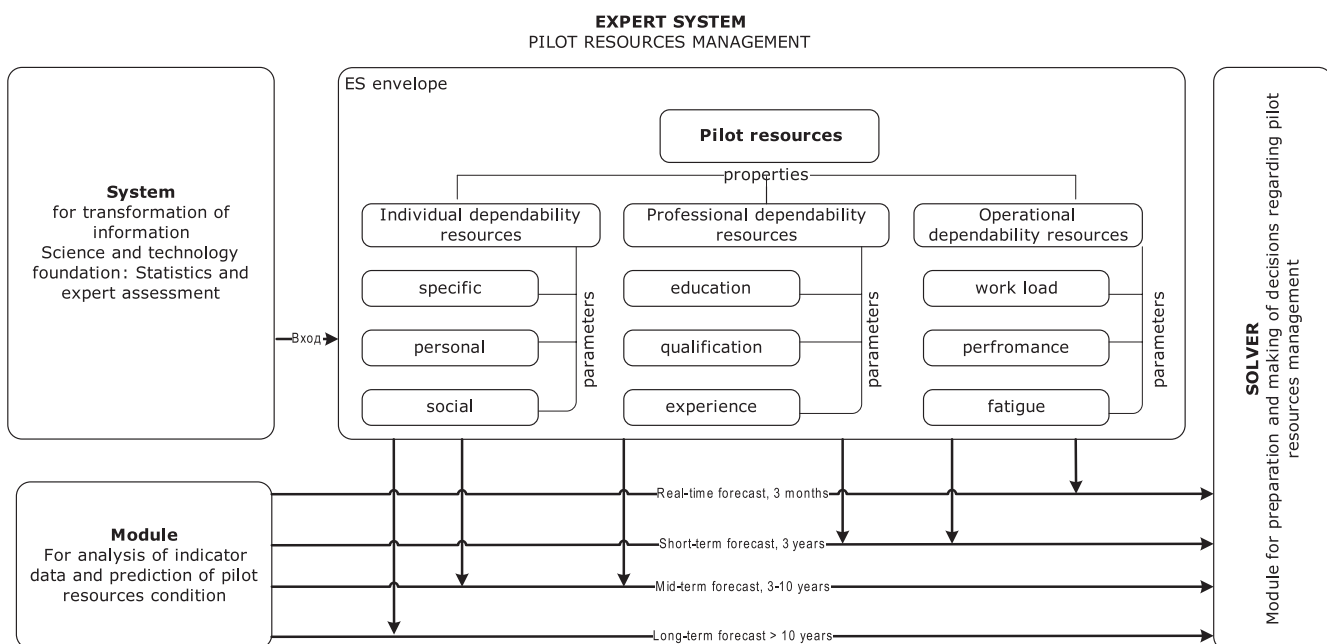 EXPERT SYSTEM
PILOT RESOURCES MANAGEMENT
System
for transformation of
information
Science and technology
foundation: Statistics and
expert assessment
Вход
ES envelope
Pilot resources
properties
Individual dependability
resources
specific
personal
social
parameters
Professional dependability
resources
education
qualification
experience
parameters
Operational
dependability resources
work load
perfromance
fatigue
parameters
SOLVER
Module for preparation and making of decisions regarding pilot
resources management
Module
For analysis of indicator
data and prediction of pilot
resources condition
Real-time forecast, 3 months
Short-term forecast, 3 years
Mid-term forecast, 3-10 years
Long-term forecast > 10 years